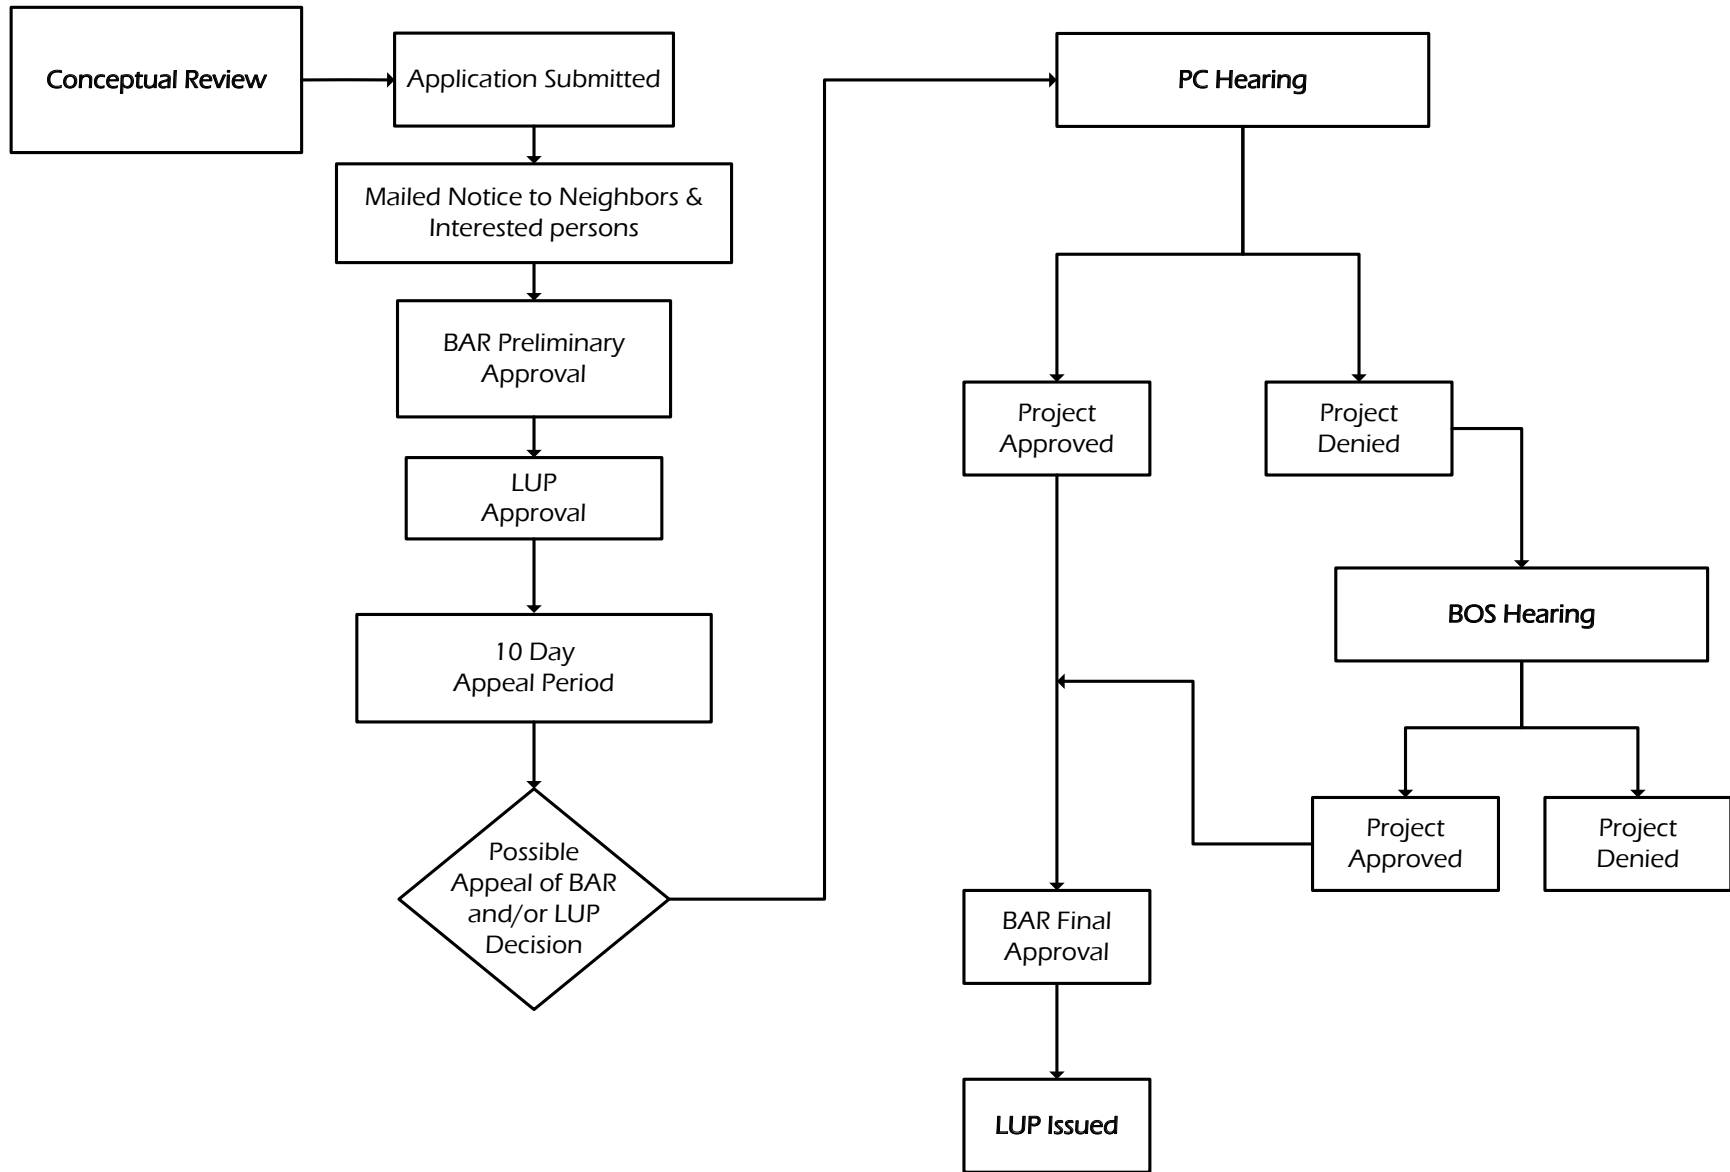 Conceptual Review
Application Submitted
Mailed Notice to Neighbors &
Interested persons
BAR Preliminary
Approval
LUP
Approval
10 Day
Appeal Period
Possible
Appeal of BAR
and/or LUP
Decision
PC Hearing
Project
Approved
Project
Denied
BOS Hearing
Project
Approved
Project
Denied
BAR Final
Approval
LUP Issued